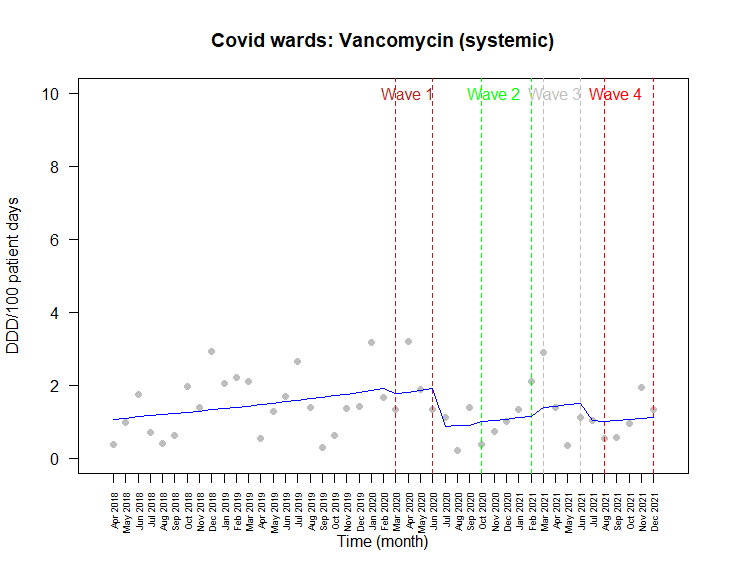 Covid wards: Vancomycin (systemic)
Wave 1 Wave 2 Wave 3 Wave 4
DDD/100 patient days
10
8
6
4
2
0
Apr 2018
May 2018
Jun 2018
Jul 2018
Aug 2018
Sep 2018
Oct 2018
Nov 2018
Dec 2018
Jan 2019
Feb 2019
Mar 2019
Apr 2019
May 2019
Jun 2019
Jul 2019
Aug 2019
Sep 2019
Oct 2019
Nov 2019
Dec 2019
Jan 2020
Feb 2020
Mar 2020
Apr 2020
May 2020
Jun 2020
Jul 2020
Aug 2020
Sep 2020
Oct 2020
Nov 2020
Dec 2020
Jan 2021
Feb 2021
Mar 2021
Apr 2021
May 2021
Jun 2021
Jul 2021
Aug 2021
Sep 2021
Oct 2021
Nov 2021
Dec 2021
Time (month)